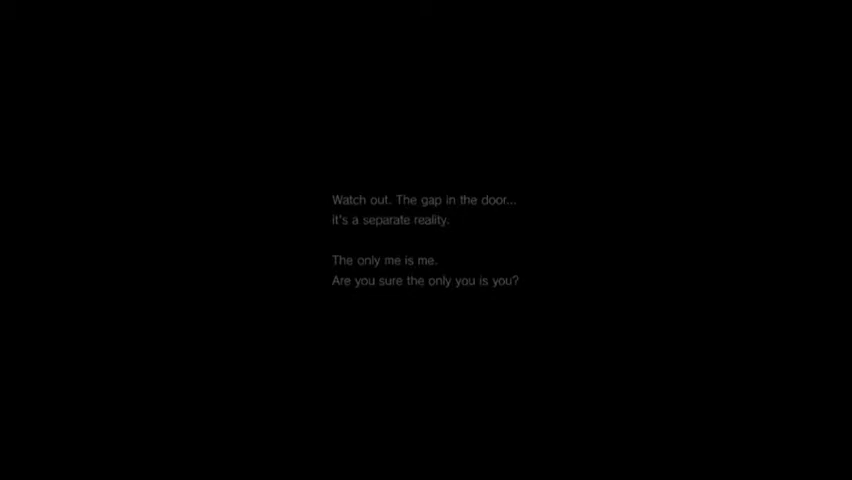 Watch out. The gap in the door...
it's a separate reality.
The only me is me.
Are you sure the only you is you?